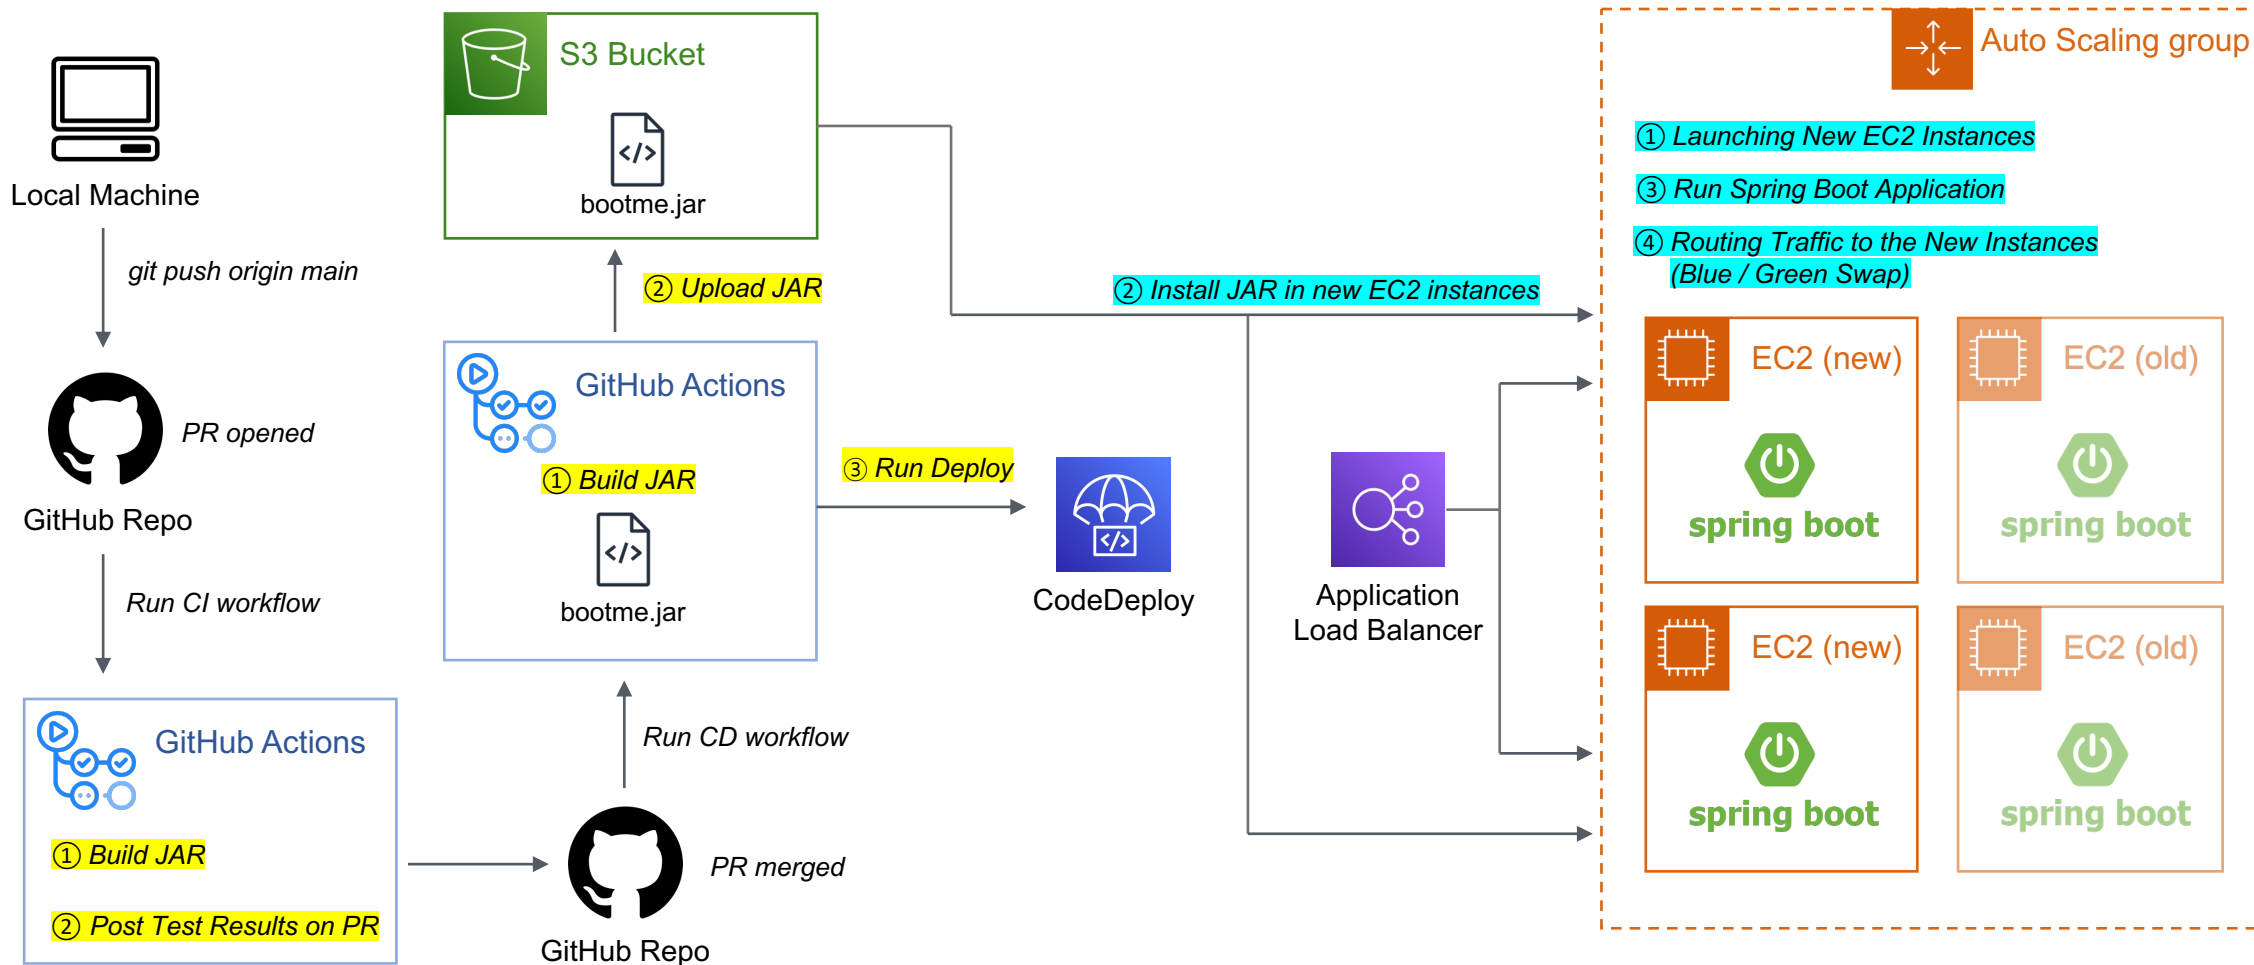 Local Machine
git push origin main
PR opened
GitHub Repo
Run CI workflow
GitHub Actions
① Build JAR
② Post Test Results on PR
PR merged
GitHub Repo
Run CD workflow
GitHub Actions
① Build JAR
bootme.jar
② Upload JAR
S3 Bucket
bootme.jar
③ Run Deploy
CodeDeploy
② Install JAR in new EC2 instances
Application
Load Balancer
Auto Scaling group
① Launching New EC2 Instances
③ Run Spring Boot Application
④ Routing Traffic to the New Instances
(Blue / Green Swap)
EC2 (new)
spring boot
EC2 (old)
spring boot
EC2 (new)
spring boot
EC2 (old)
spring boot